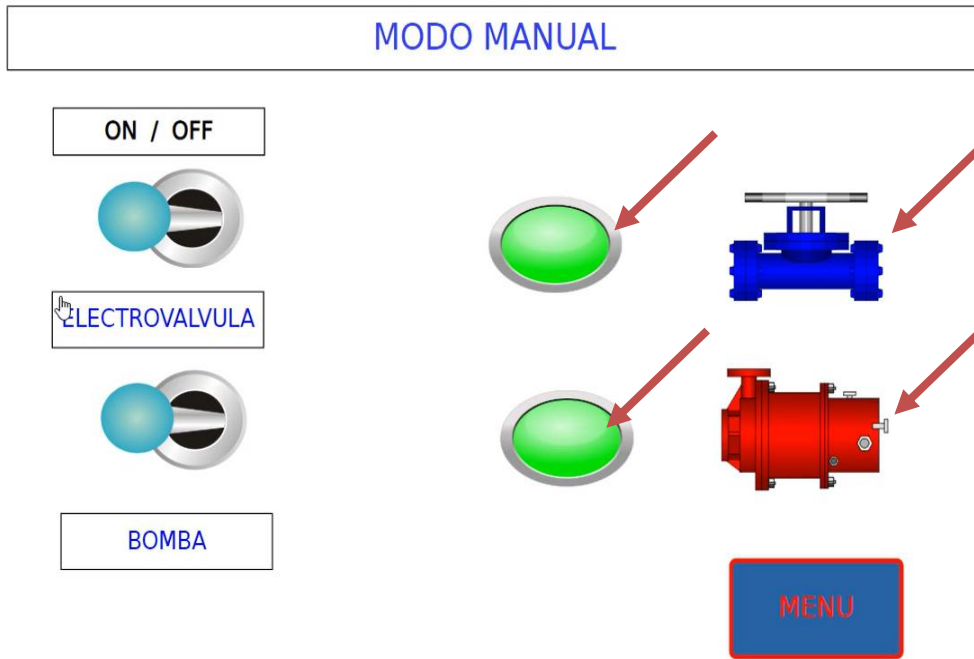 MODO MANUAL
ON / OFF
ELECTROVALVULA
BOMBA
MENU